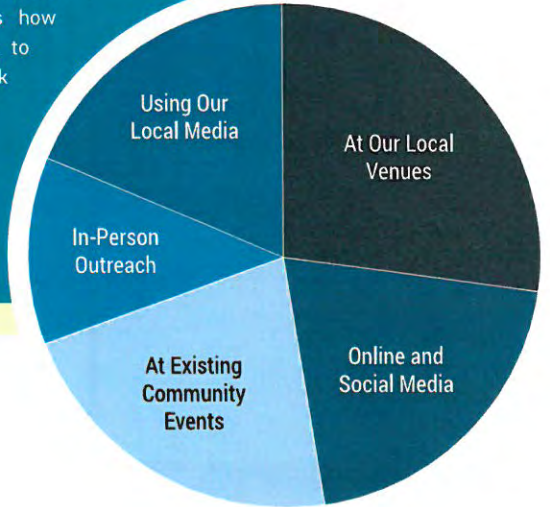 s how
to
k
Using Our
Local Media
At Our Local
Venues
In-Person
Outreach
At Existing
Community
Events
Online and
Social Media